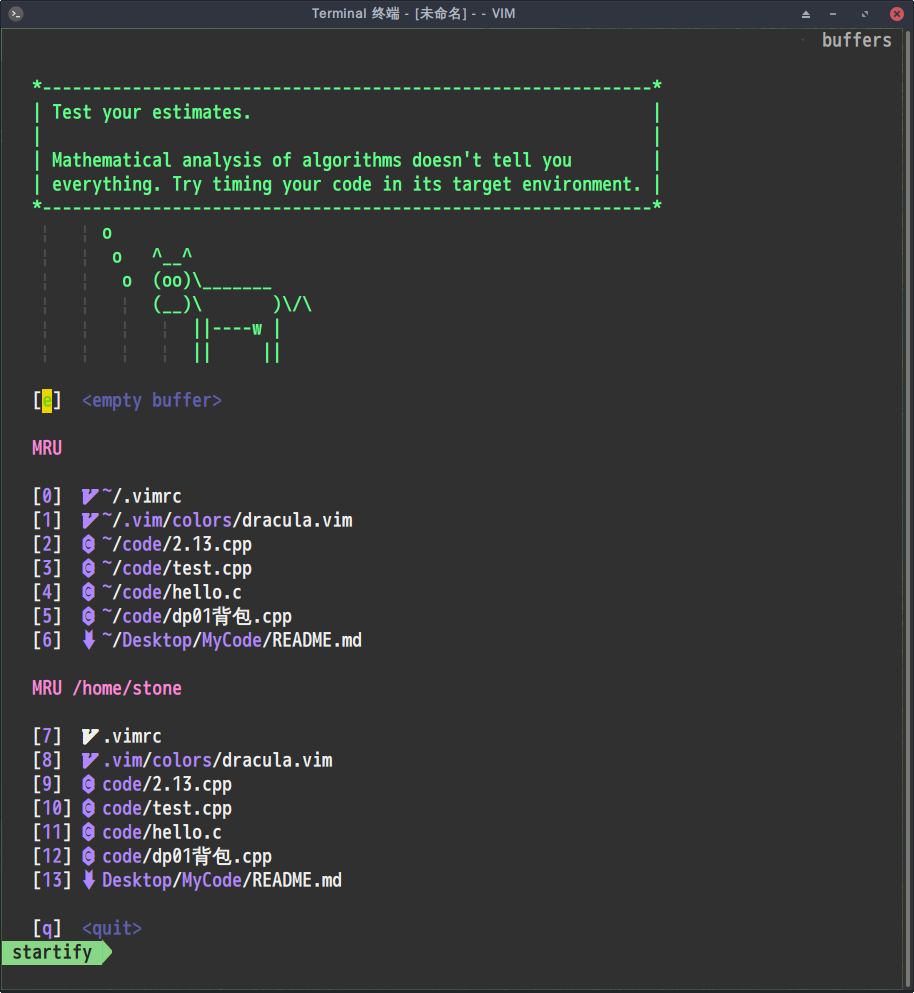 Terminal 终端 - [未命名] - - VIM
buffers
*-------------------------------------------------------------*
| Test your estimates. |
| |
| Mathematical analysis of algorithms doesn't tell you |
| everything. Try timing your code in its target environment. |
*-------------------------------------------------------------*
o
o ^__^
o (oo)\_______
(__)\ )\/\
||----w |
|| ||
[e] <empty buffer>
MRU
[0] ~/.vimrc
[1] ~/.vim/colors/dracula.vim
[2] ~/code/2.13.cpp
[3] ~/code/test.cpp
[4] ~/code/hello.c
[5] ~/code/dp01背包.cpp
[6] ~/Desktop/MyCode/README.md
MRU /home/stone
[7] .vimrc
[8] .vim/colors/dracula.vim
[9] code/2.13.cpp
[10] code/test.cpp
[11] code/hello.c
[12] code/dp01背包.cpp
[13] Desktop/MyCode/README.md
[q] <quit>
startify